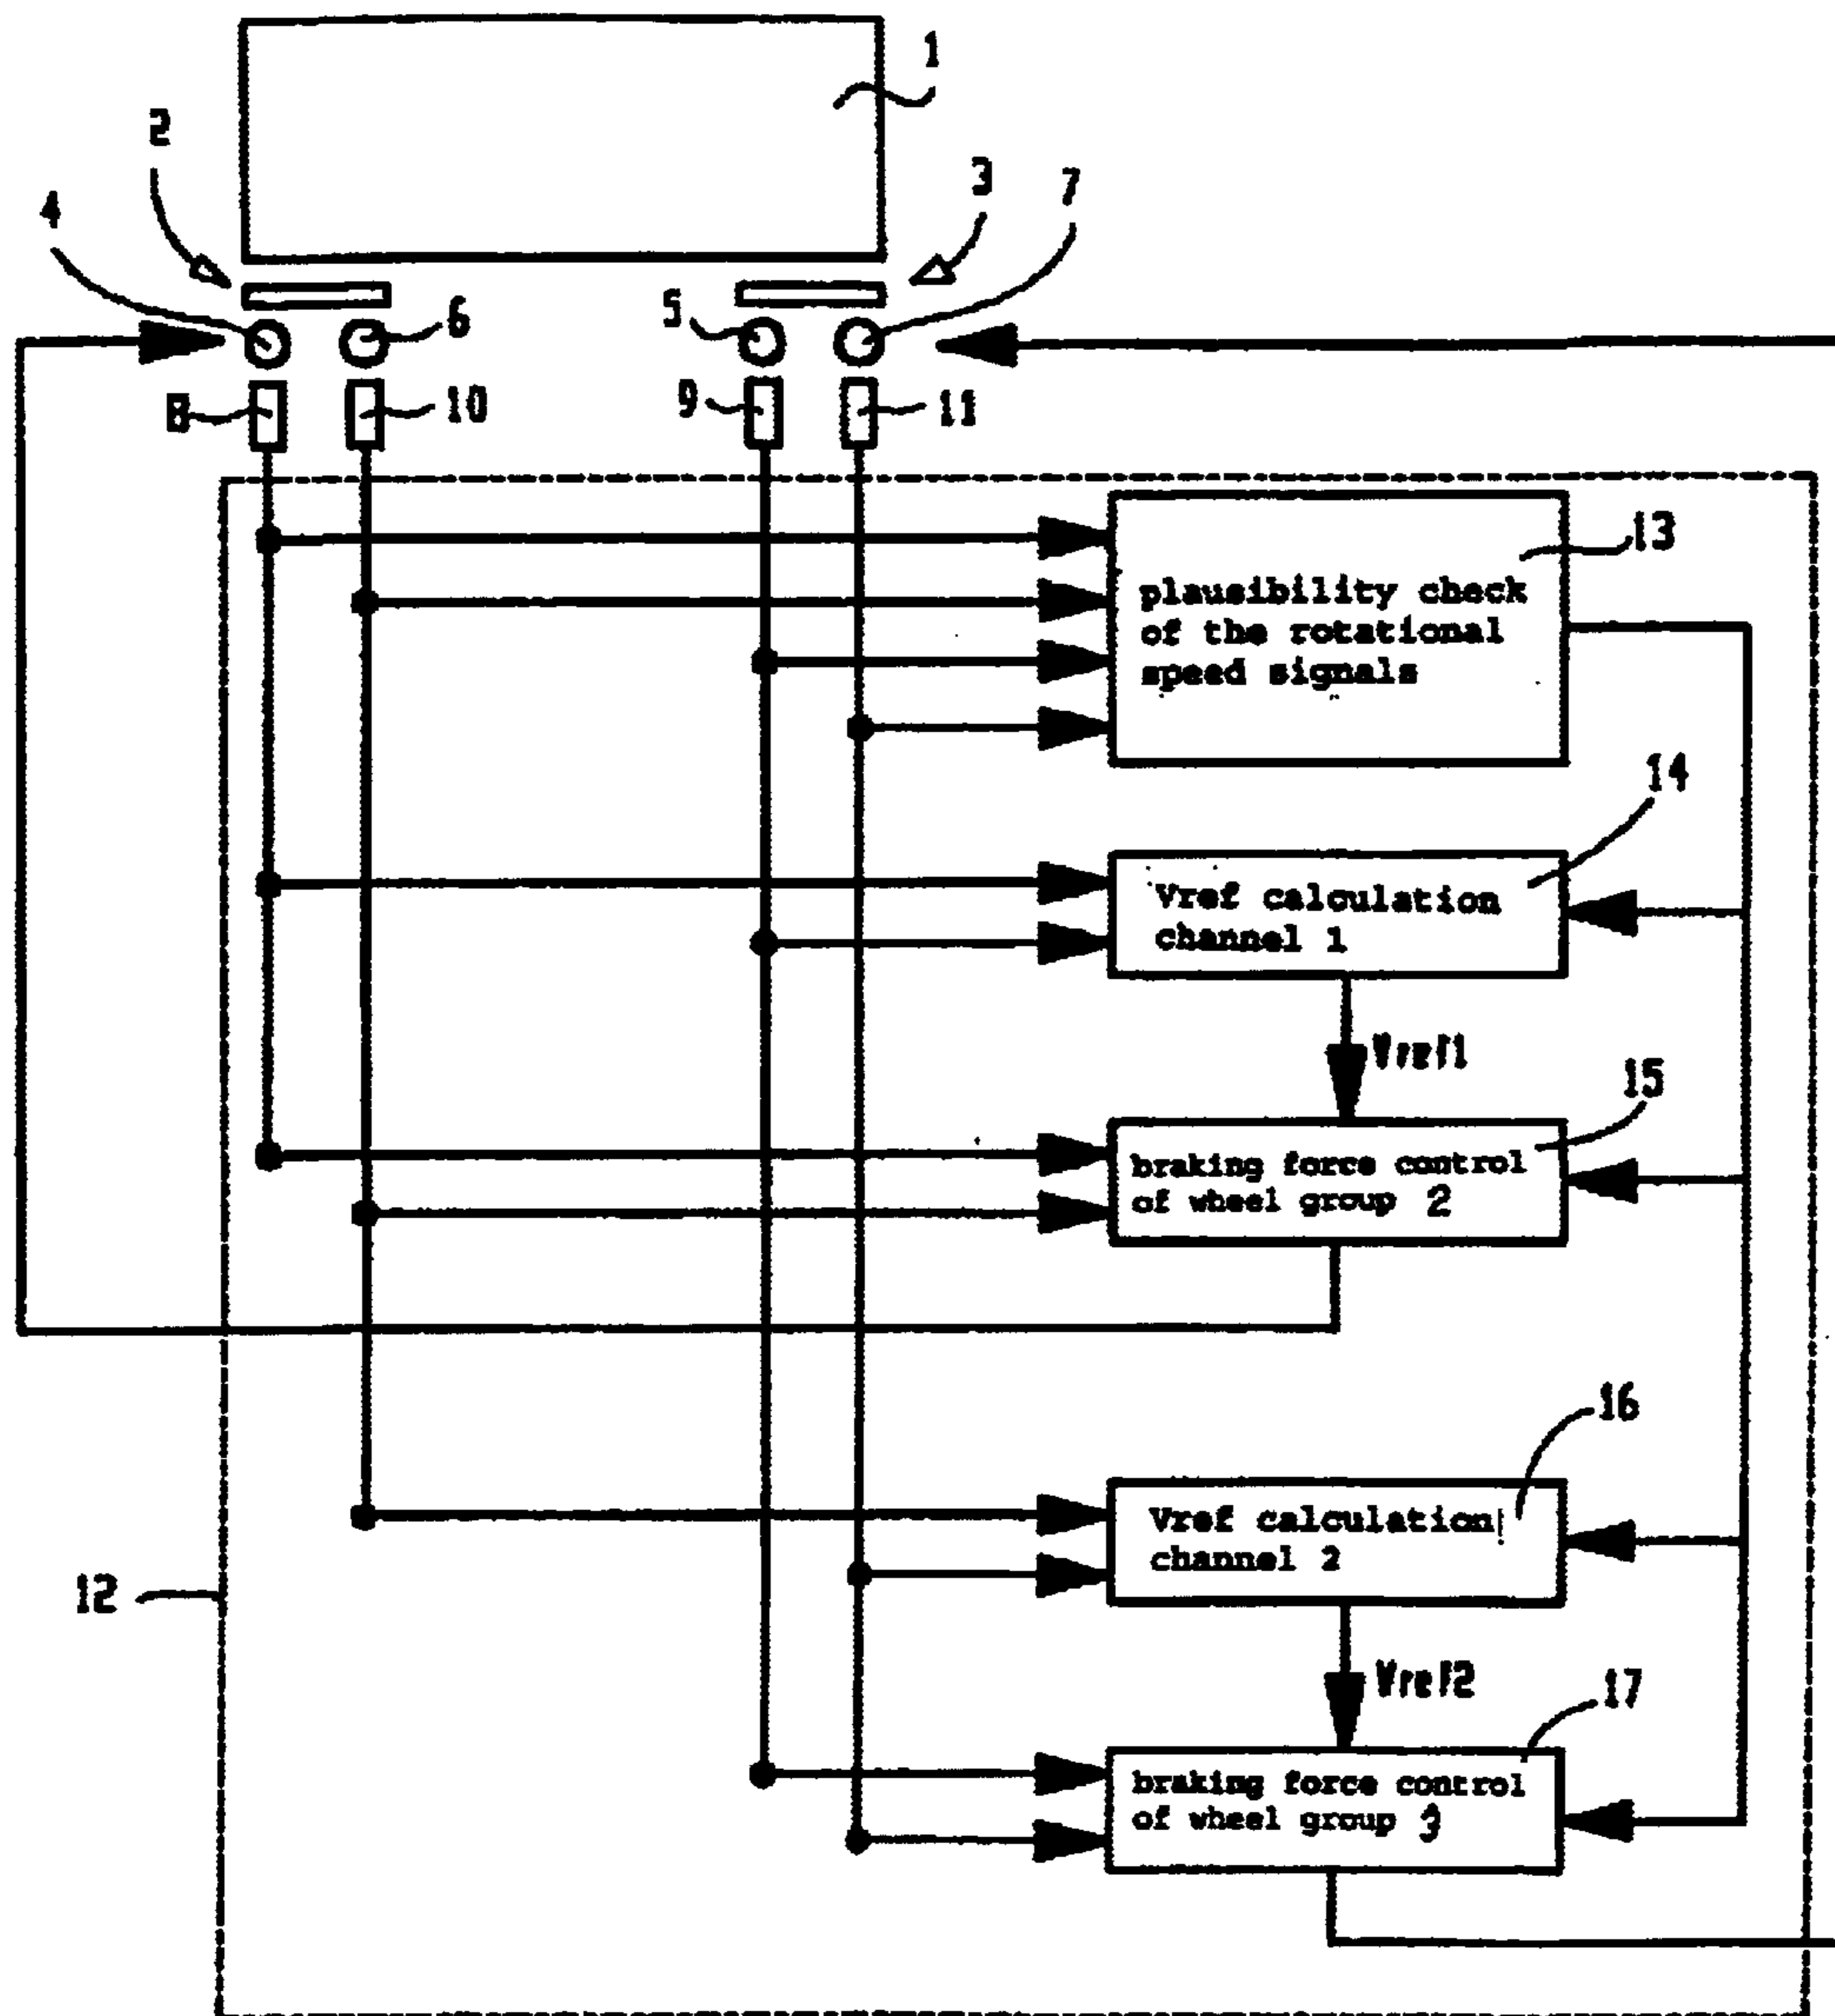 1
2
3
7
4
6
5
8
10
9
11
13
plausibility check
of the rotational
speed signals
14
Vref calculation
channel 1
Vref1
15
braking force control
of wheel group 2
16
Vref calculation
channel 2
12
Vref2
17
braking force control
of wheel group 3